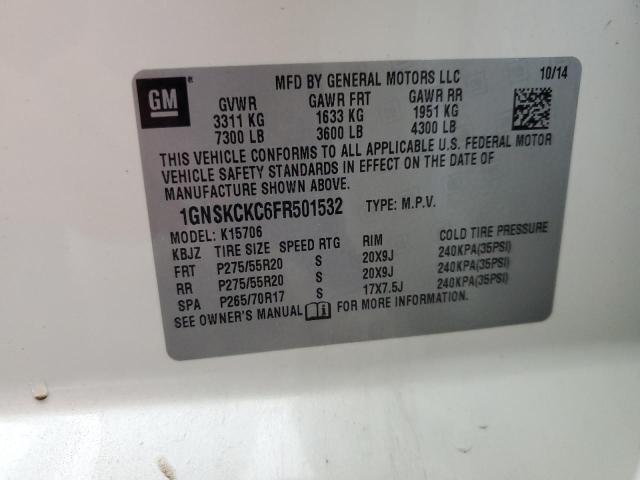 GM
MFD BY GENERAL MOTORS LLC 10/14
GVWR GAWR FRT GAWR RR
3311 KG 1633 KG 1951 KG
7300 LB 3600 LB 4300 LB
THIS VEHICLE CONFORMS TO ALL APPLICABLE U.S. FEDERAL MOTOR
VEHICLE SAFETY STANDARDS IN EFFECT ON THE DATE OF
MANUFACTURE SHOWN ABOVE.
1GNSKCKC6FR501532 TYPE: M.P.V.
MODEL: K15706
KBJZ TIRE SIZE SPEED RTG RIM COLD TIRE PRESSURE
FRT P275/55R20 S 20X9J 240KPA(35PSI)
RR P275/55R20 S 20X9J 240KPA(35PSI)
SPA P265/70R17 S 17X7.5J 240KPA(35PSI)
SEE OWNER'S MANUAL FOR MORE INFORMATION.